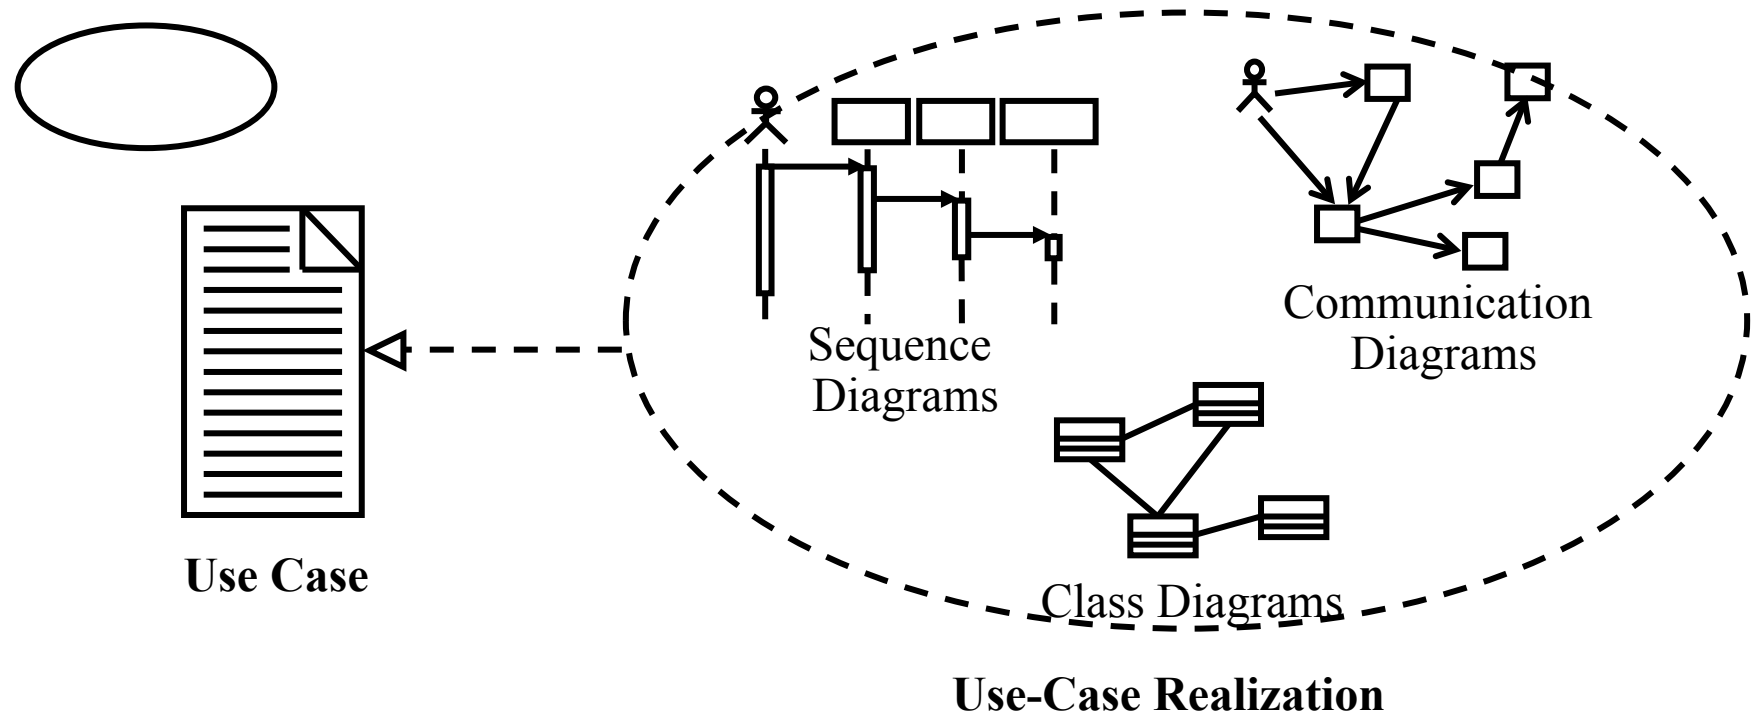 Sequence
Diagrams
Communication
Diagrams
Class Diagrams
Use Case
Use-Case Realization